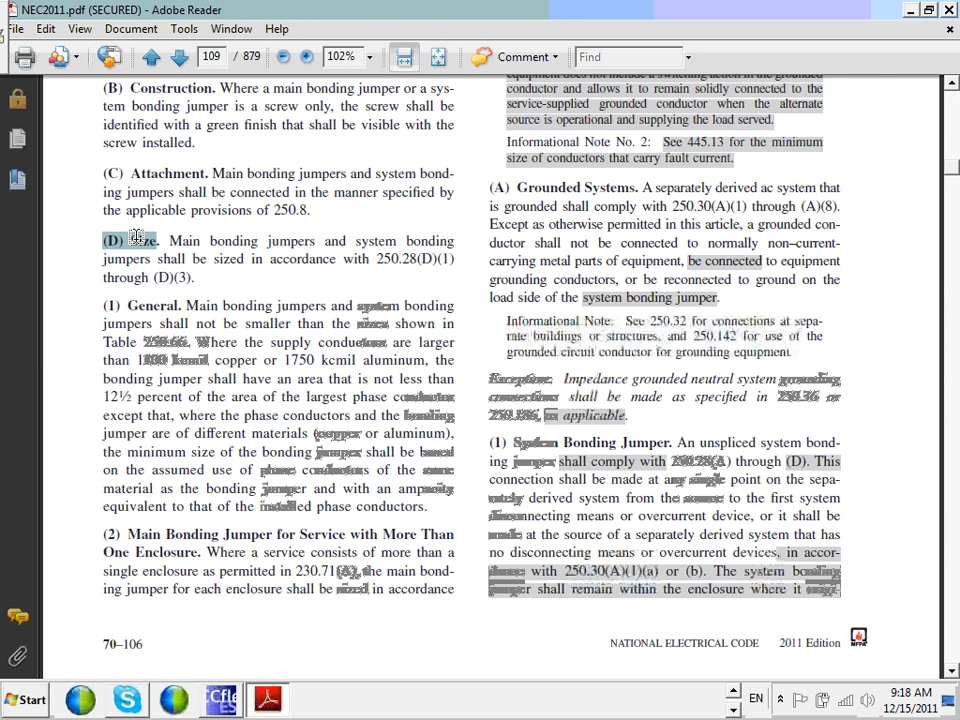 NEC2011.pdf (SECURED) - Adobe Reader
File Edit View Document Tools Window Help
109 / 879 102% Comment Find
(B) Construction. Where a main bonding jumper or a sys-
tem bonding jumper is a screw only, the screw shall be
identified with a green finish that shall be visible with the
screw installed.
(C) Attachment. Main bonding jumpers and system bond-
ing jumpers shall be connected in the manner specified by
the applicable provisions of 250.8.
(D) Size. Main bonding jumpers and system bonding
jumpers shall be sized in accordance with 250.28(D)(1)
through (D)(3).
(1) General. Main bonding jumpers and system bonding
jumpers shall not be smaller than the sizes shown in
Table 250.66. Where the supply conductors are larger
than 1100 kcmil copper or 1750 kcmil aluminum, the
bonding jumper shall have an area that is not less than
12½ percent of the area of the largest phase conductor
except that, where the phase conductors and the bonding
jumper are of different materials (copper or aluminum),
the minimum size of the bonding jumper shall be based
on the assumed use of phase conductors of the same
material as the bonding jumper and with an ampacity
equivalent to that of the installed phase conductors.
(2) Main Bonding Jumper for Service with More Than
One Enclosure. Where a service consists of more than a
single enclosure as permitted in 230.71(A), the main bond-
ing jumper for each enclosure shall be sized in accordance
equipment does not include a switching action in the grounded
conductor and allows it to remain solidly connected to the
service-supplied grounded conductor when the alternate
source is operational and supplying the load served.
Informational Note No. 2: See 445.13 for the minimum
size of conductors that carry fault current.
(A) Grounded Systems. A separately derived ac system that
is grounded shall comply with 250.30(A)(1) through (A)(8).
Except as otherwise permitted in this article, a grounded con-
ductor shall not be connected to normally non–current-
carrying metal parts of equipment, be connected to equipment
grounding conductors, or be reconnected to ground on the
load side of the system bonding jumper.
Informational Note: See 250.32 for connections at sepa-
rate buildings or structures, and 250.142 for use of the
grounded circuit conductor for grounding equipment.
Exception: Impedance grounded neutral system grounding
connections shall be made as specified in 250.36 or
250.186, as applicable.
(1) System Bonding Jumper. An unspliced system bond-
ing jumper shall comply with 250.28(A) through (D). This
connection shall be made at any single point on the sepa-
rately derived system from the source to the first system
disconnecting means or overcurrent device, or it shall be
made at the source of a separately derived system that has
no disconnecting means or overcurrent devices, in accor-
dance with 250.30(A)(1)(a) or (b). The system bonding
jumper shall remain within the enclosure where it origi-
70–106
NATIONAL ELECTRICAL CODE 2011 Edition
NFPA
Start EN 9:18 AM
12/15/2011